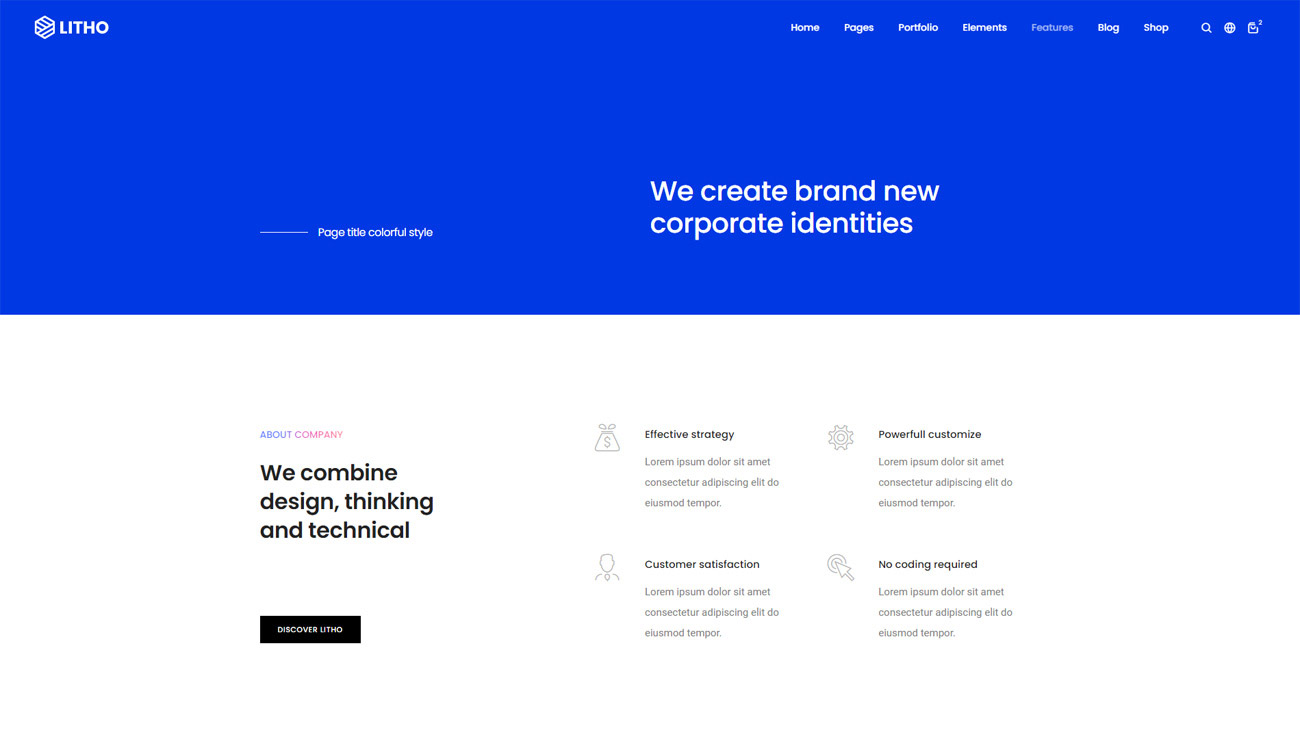 LITHO
Home Pages Portfolio Elements Features Blog Shop 2
We create brand new
corporate identities
Page title colorful style
ABOUT COMPANY
We combine
design, thinking
and technical
DISCOVER LITHO
Effective strategy
Lorem ipsum dolor sit amet
consectetur adipiscing elit do
eiusmod tempor.
Powerfull customize
Lorem ipsum dolor sit amet
consectetur adipiscing elit do
eiusmod tempor.
Customer satisfaction
Lorem ipsum dolor sit amet
consectetur adipiscing elit do
eiusmod tempor.
No coding required
Lorem ipsum dolor sit amet
consectetur adipiscing elit do
eiusmod tempor.